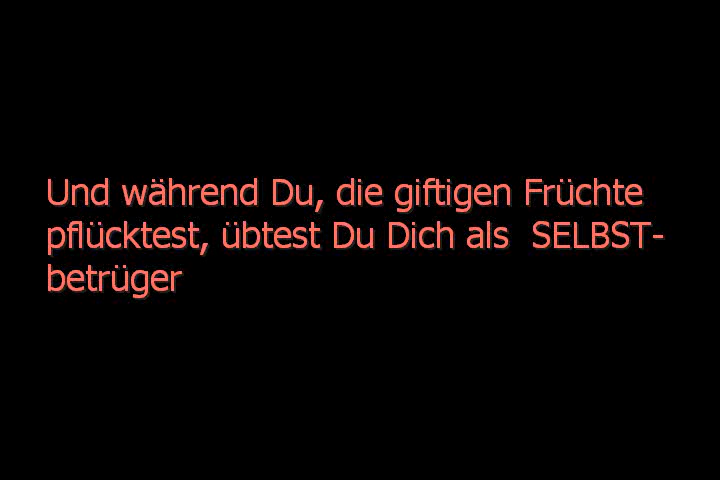 Und während Du, die giftigen Früchte
pflücktest, übtest Du Dich als  SELBST-
betrüger